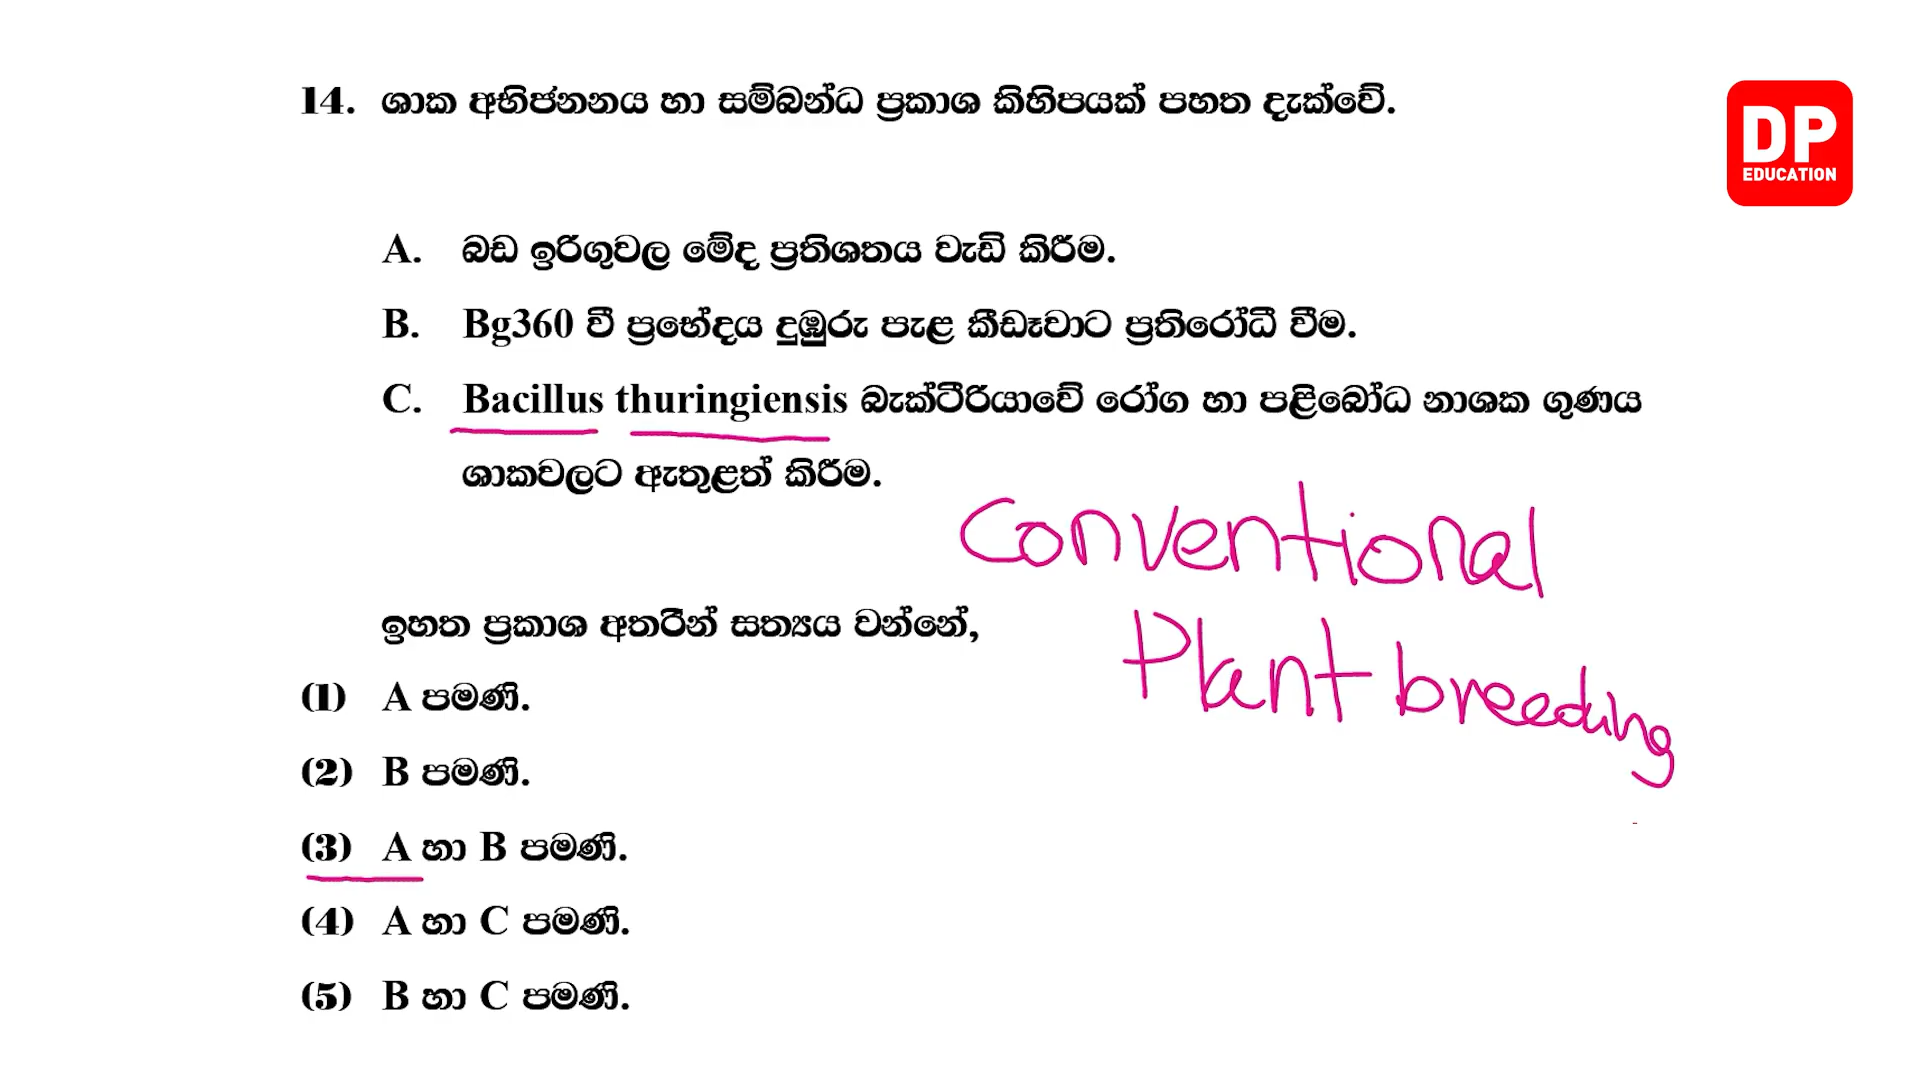 14. ශාක අභිජනනය හා සම්බන්ධ ප්‍රකාශ කිහිපයක් පහත දැක්වේ.
DP
EDUCATION
A. බඩ ඉරිගුවල මේද ප්‍රතිශතය වැඩි කිරීම.
B. Bg360 වී ප්‍රභේදය දුඹුරු පැළ කීඩෑවාට ප්‍රතිරෝධී වීම.
C. Bacillus thuringiensis බැක්ටීරියාවේ රෝග හා පළිබෝධ නාශක ගුණය
ශාකවලට ඇතුළත් කිරීම.
Conventional
Plant breeding
ඉහත ප්‍රකාශ අතරින් සත්‍යය වන්නේ,
(1) A පමණි.
(2) B පමණි.
(3) A හා B පමණි.
(4) A හා C පමණි.
(5) B හා C පමණි.